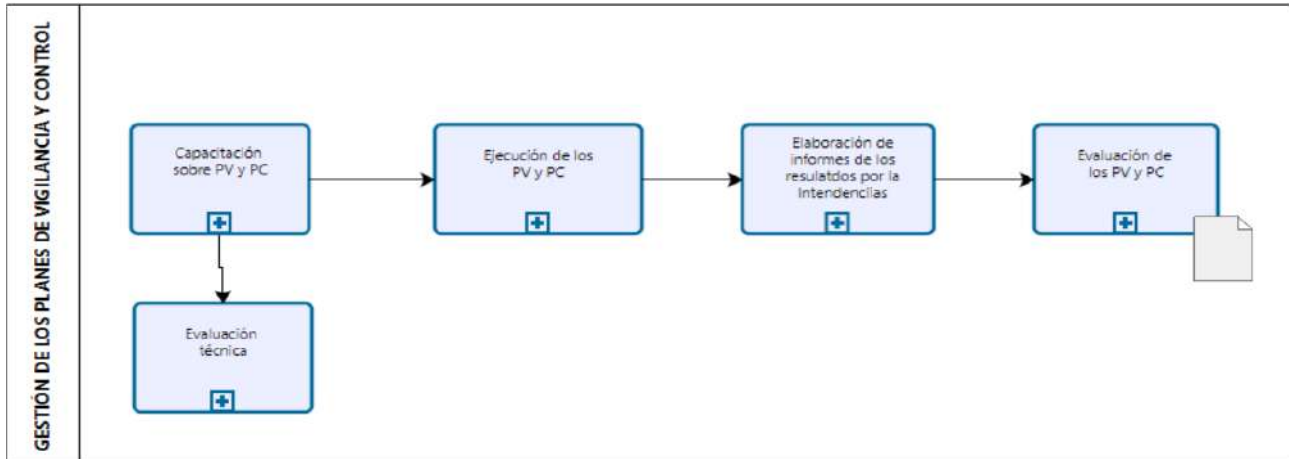 GESTIÓN DE LOS PLANES DE VIGILANCIA Y CONTROL
Capacitación
sobre PV y PC
Ejecución de los
PV y PC
Elaboración de
informes de los
resulatdos por la
Intendencilas
Evaluación de
los PV y PC
Evaluación
técnica